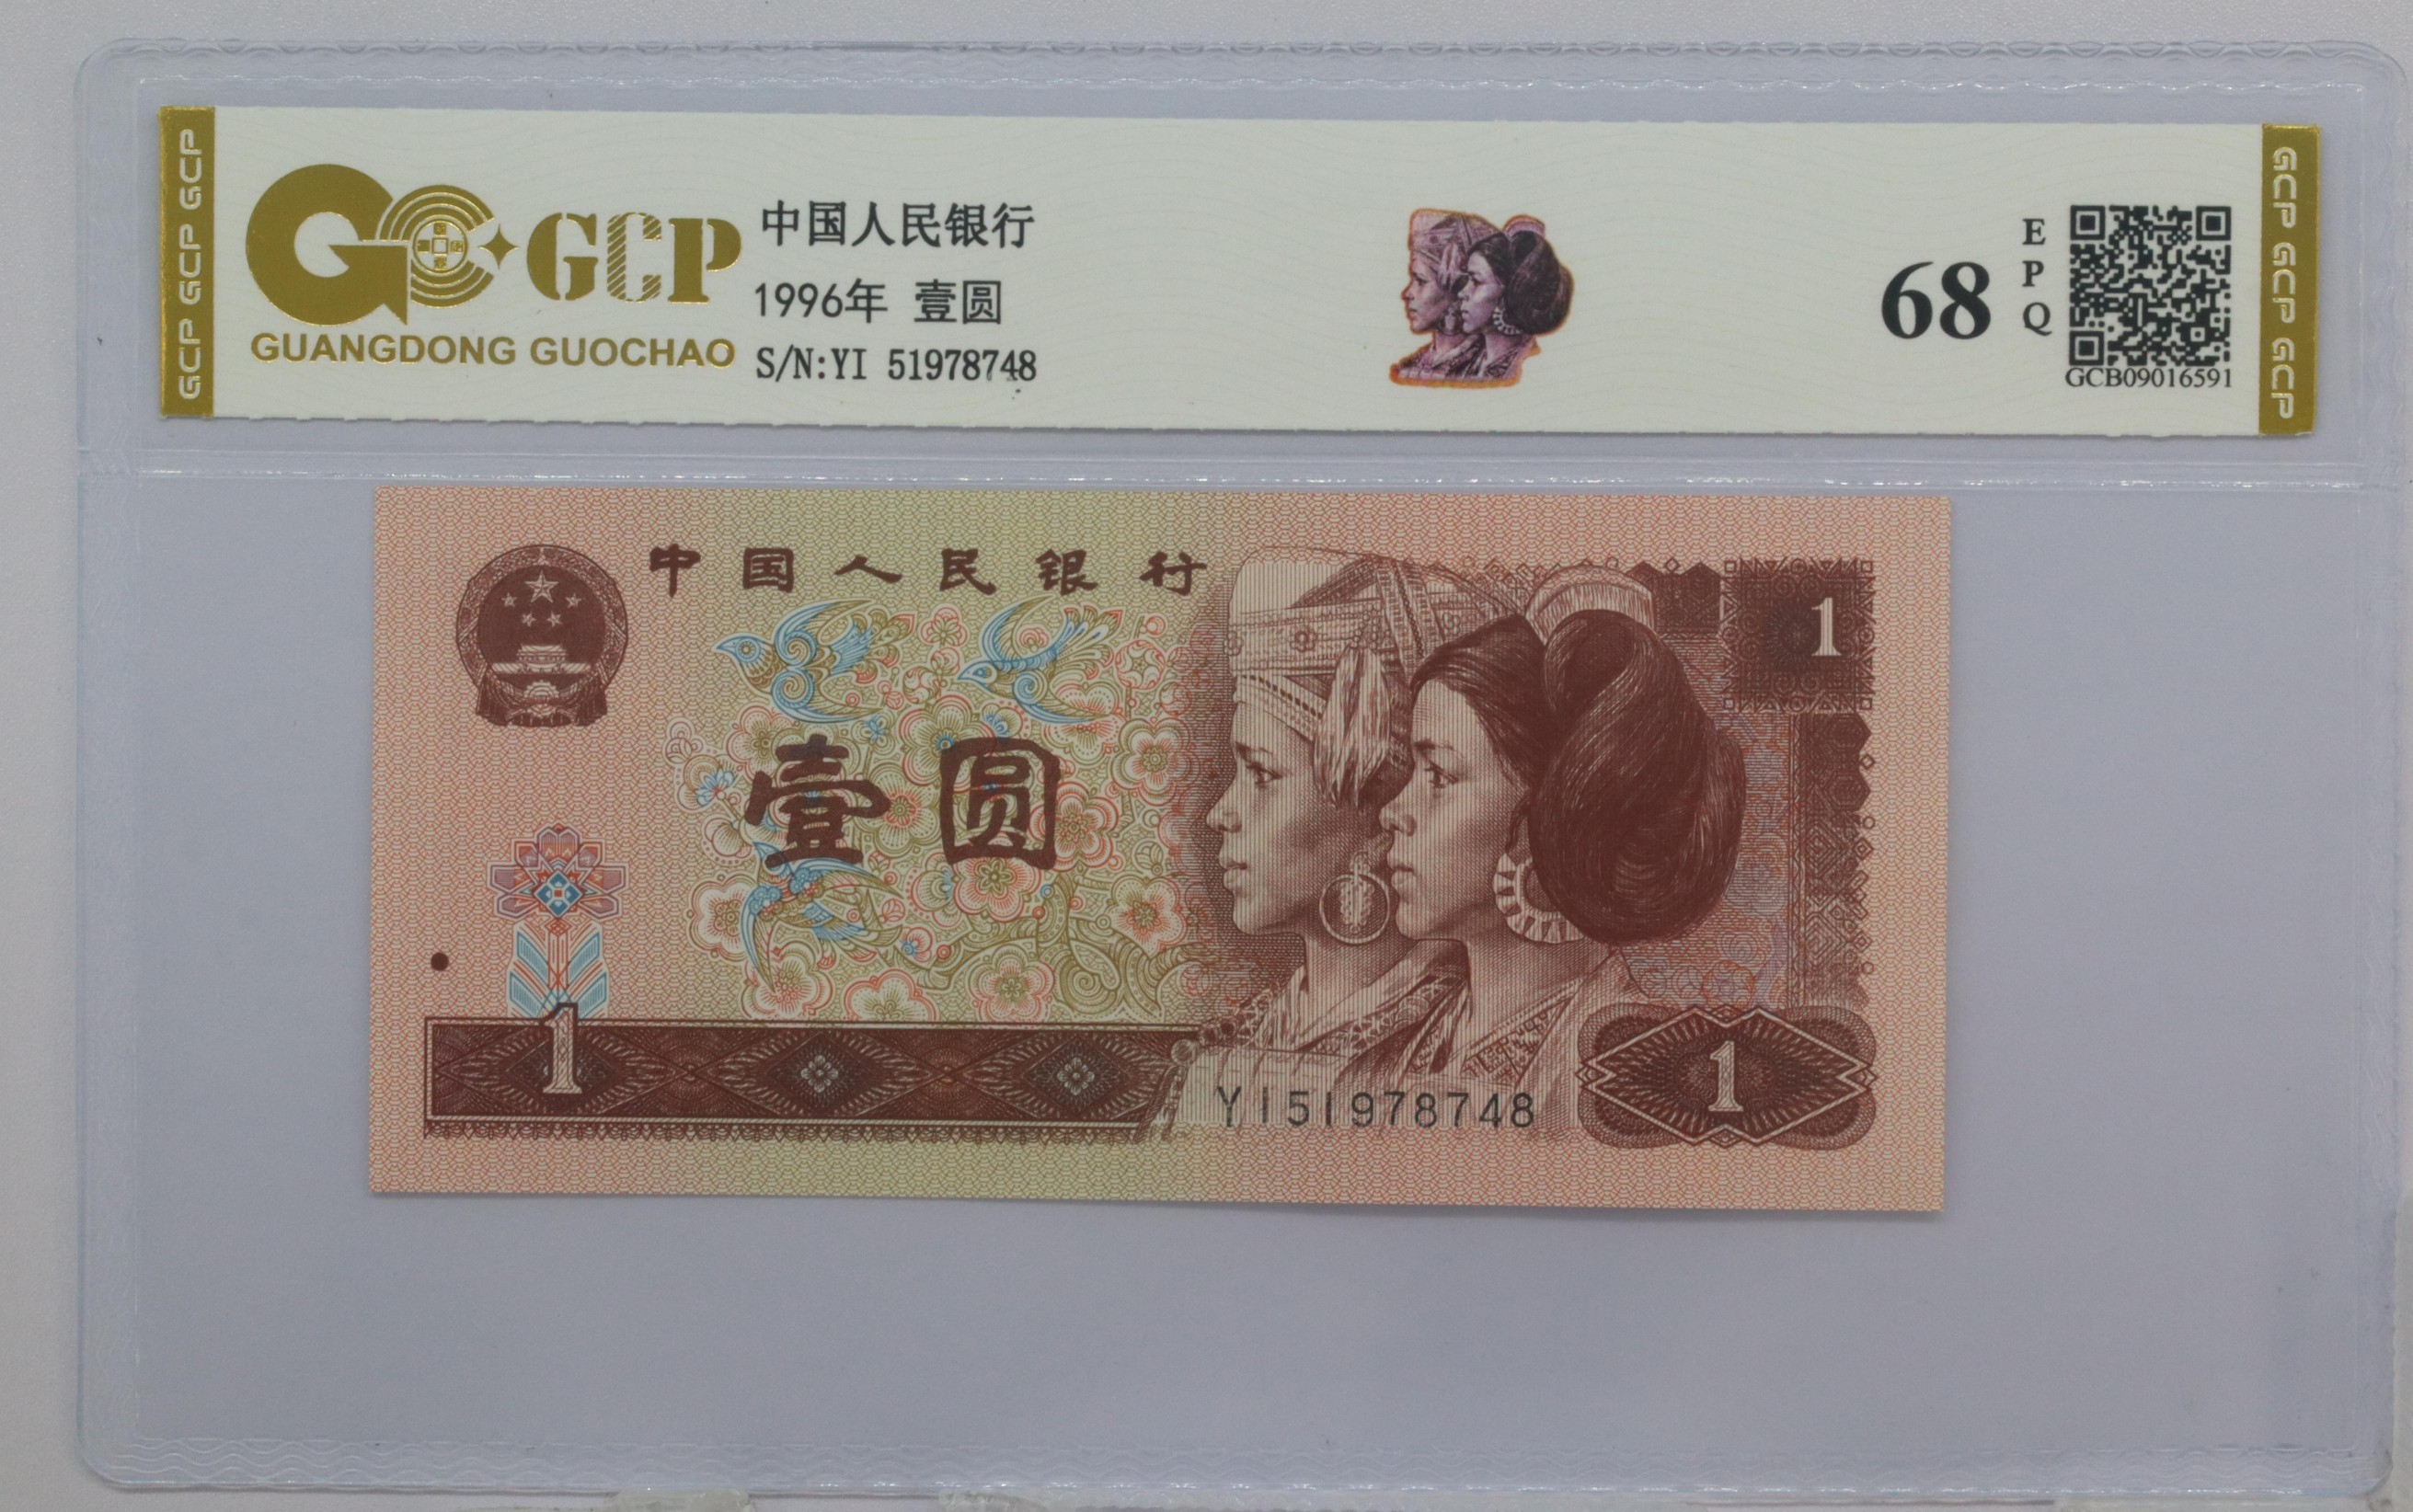 GCP GCP GCP
GCP
GUANGDONG GUOCHAO
中国人民银行
1996年 壹圆
S/N:YI 51978748
68
E
P
Q
GCB09016591
GCP GCP GCP
中国人民银行
1
壹圆
1
YI51978748
1